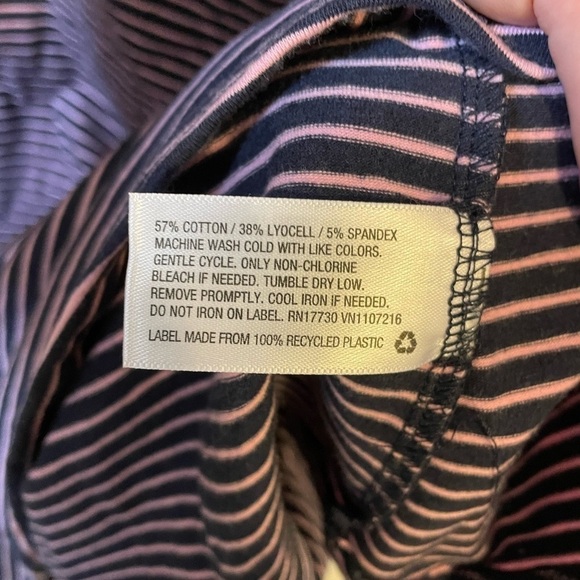 57% COTTON / 38% LYOCELL / 5% SPANDEX
MACHINE WASH COLD WITH LIKE COLORS.
GENTLE CYCLE. ONLY NON-CHLORINE
BLEACH IF NEEDED. TUMBLE DRY LOW.
REMOVE PROMPTLY. COOL IRON IF NEEDED.
DO NOT IRON ON LABEL. RN17730 VN1107216
LABEL MADE FROM 100% RECYCLED PLASTIC